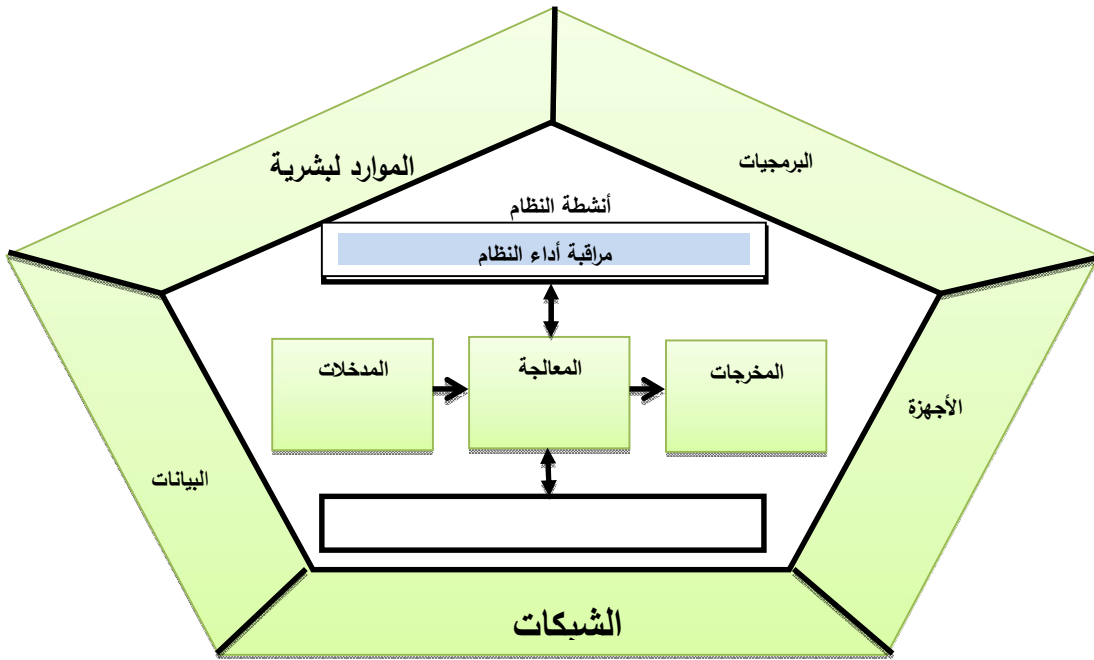 الموارد لبشرية
البرمجيات
أنشطة النظام
مراقبة أداء النظام
المدخلات
المعالجة
المخرجات
الأجهزة
البيانات
الشبكات